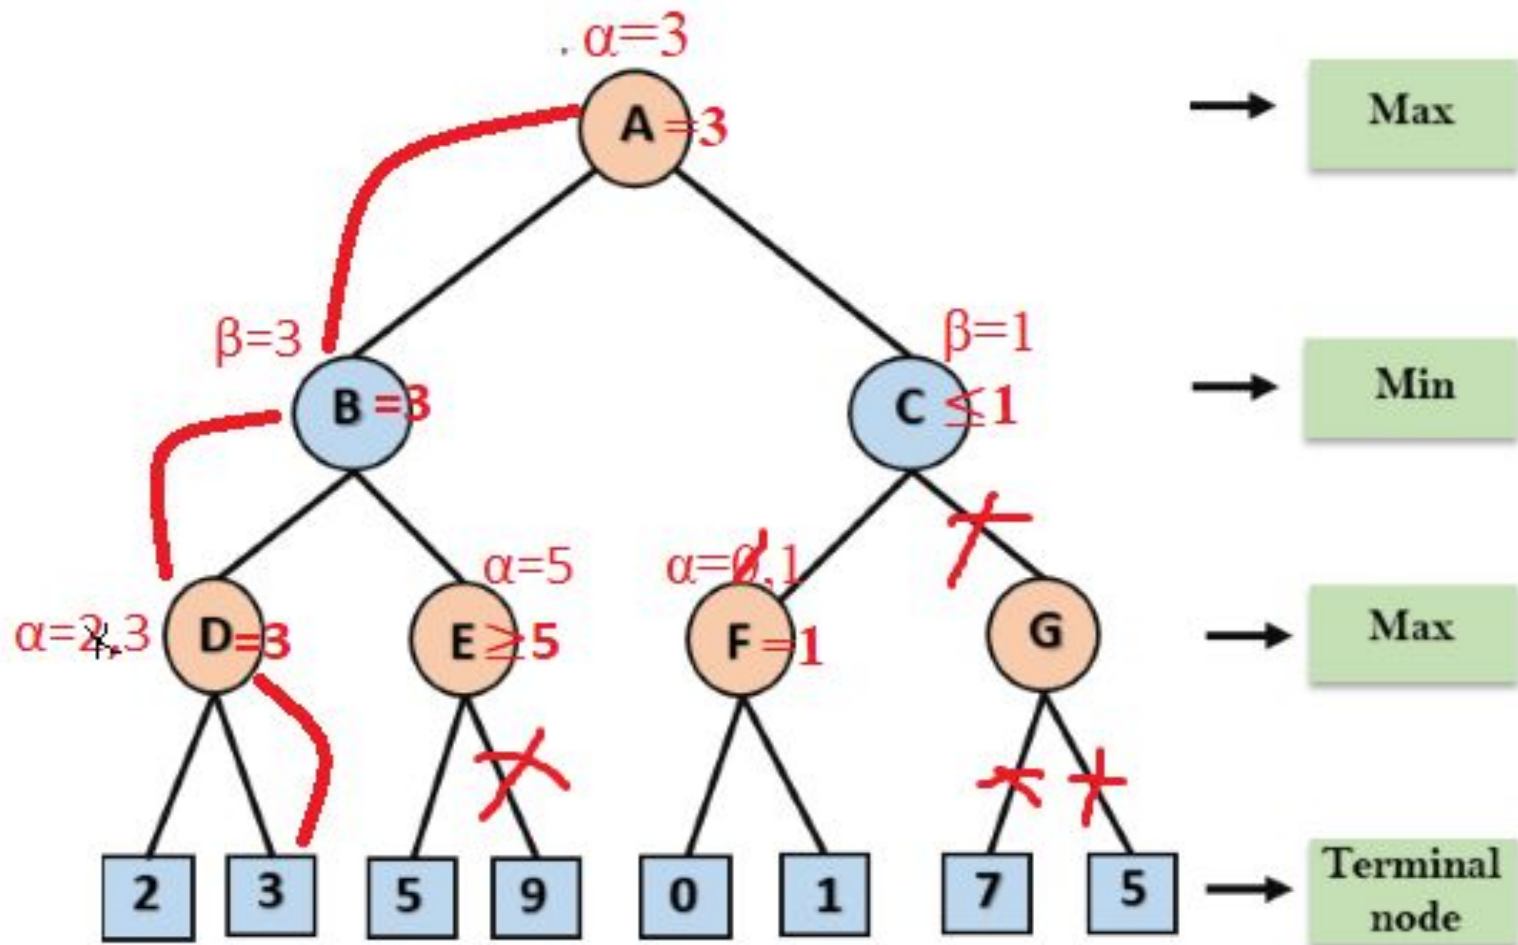 α=3
A =3
Max
β=3
β=1
B =3
C ≤1
Min
α=5
α=0,1
α=2,3
D=3
E ≥5
F =1
G
Max
2
3
5
9
0
1
7
5
Terminal
node